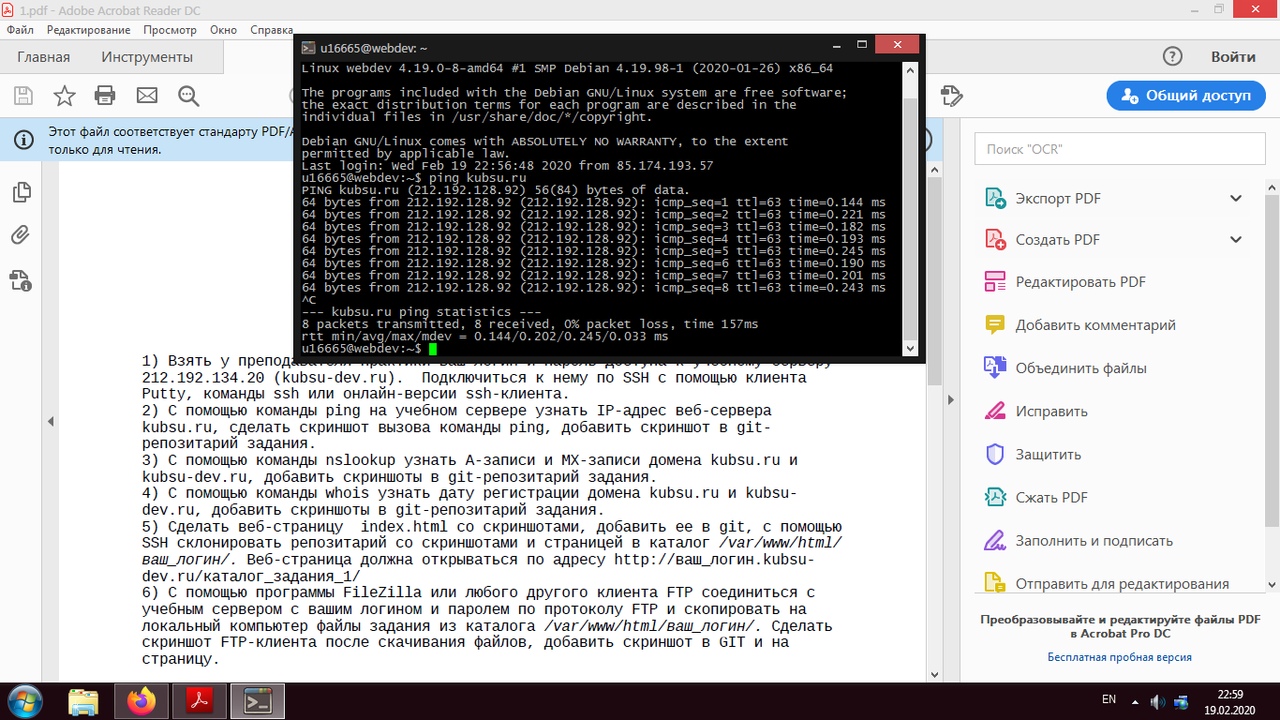 1.pdf - Adobe Acrobat Reader DC
Файл Редактирование Просмотр Окно Справка
Главная Инструменты
Войти
Общий доступ
Этот файл соответствует стандарту PDF/A
только для чтения.
u16665@webdev: ~
Linux webdev 4.19.0-8-amd64 #1 SMP Debian 4.19.98-1 (2020-01-26) x86_64
The programs included with the Debian GNU/Linux system are free software;
the exact distribution terms for each program are described in the
individual files in /usr/share/doc/*/copyright.
Debian GNU/Linux comes with ABSOLUTELY NO WARRANTY, to the extent
permitted by applicable law.
Last login: Wed Feb 19 22:56:48 2020 from 85.174.193.57
u16665@webdev:~$ ping kubsu.ru
PING kubsu.ru (212.192.128.92) 56(84) bytes of data.
64 bytes from 212.192.128.92 (212.192.128.92): icmp_seq=1 ttl=63 time=0.144 ms
64 bytes from 212.192.128.92 (212.192.128.92): icmp_seq=2 ttl=63 time=0.221 ms
64 bytes from 212.192.128.92 (212.192.128.92): icmp_seq=3 ttl=63 time=0.182 ms
64 bytes from 212.192.128.92 (212.192.128.92): icmp_seq=4 ttl=63 time=0.193 ms
64 bytes from 212.192.128.92 (212.192.128.92): icmp_seq=5 ttl=63 time=0.245 ms
64 bytes from 212.192.128.92 (212.192.128.92): icmp_seq=6 ttl=63 time=0.190 ms
64 bytes from 212.192.128.92 (212.192.128.92): icmp_seq=7 ttl=63 time=0.201 ms
64 bytes from 212.192.128.92 (212.192.128.92): icmp_seq=8 ttl=63 time=0.243 ms
^C
--- kubsu.ru ping statistics ---
8 packets transmitted, 8 received, 0% packet loss, time 157ms
rtt min/avg/max/mdev = 0.144/0.202/0.245/0.033 ms
u16665@webdev:~$
1) Взять у преподавателя практики ваш логин и пароль доступа к учебному серверу
212.192.134.20 (kubsu-dev.ru). Подключиться к нему по SSH с помощью клиента
Putty, команды ssh или онлайн-версии ssh-клиента.
2) С помощью команды ping на учебном сервере узнать IP-адрес веб-сервера
kubsu.ru, сделать скриншот вызова команды ping, добавить скриншот в git-
репозитарий задания.
3) С помощью команды nslookup узнать A-записи и MX-записи домена kubsu.ru и
kubsu-dev.ru, добавить скриншоты в git-репозитарий задания.
4) С помощью команды whois узнать дату регистрации домена kubsu.ru и kubsu-
dev.ru, добавить скриншоты в git-репозитарий задания.
5) Сделать веб-страницу index.html со скриншотами, добавить ее в git, с помощью
SSH склонировать репозитарий со скриншотами и страницей в каталог /var/www/html/
ваш_логин/. Веб-страница должна открываться по адресу http://ваш_логин.kubsu-
dev.ru/каталог_задания_1/
6) С помощью программы FileZilla или любого другого клиента FTP соединиться с
учебным сервером с вашим логином и паролем по протоколу FTP и скопировать на
локальный компьютер файлы задания из каталога /var/www/html/ваш_логин/. Сделать
скриншот FTP-клиента после скачивания файлов, добавить скриншот в GIT и на
страницу.
Поиск "OCR"
Экспорт PDF
Создать PDF
Редактировать PDF
Добавить комментарий
Объединить файлы
Исправить
Защитить
Сжать PDF
Заполнить и подписать
Отправить для редактирования
Преобразовывайте и редактируйте файлы PDF
в Acrobat Pro DC
Бесплатная пробная версия
EN
22:59
19.02.2020